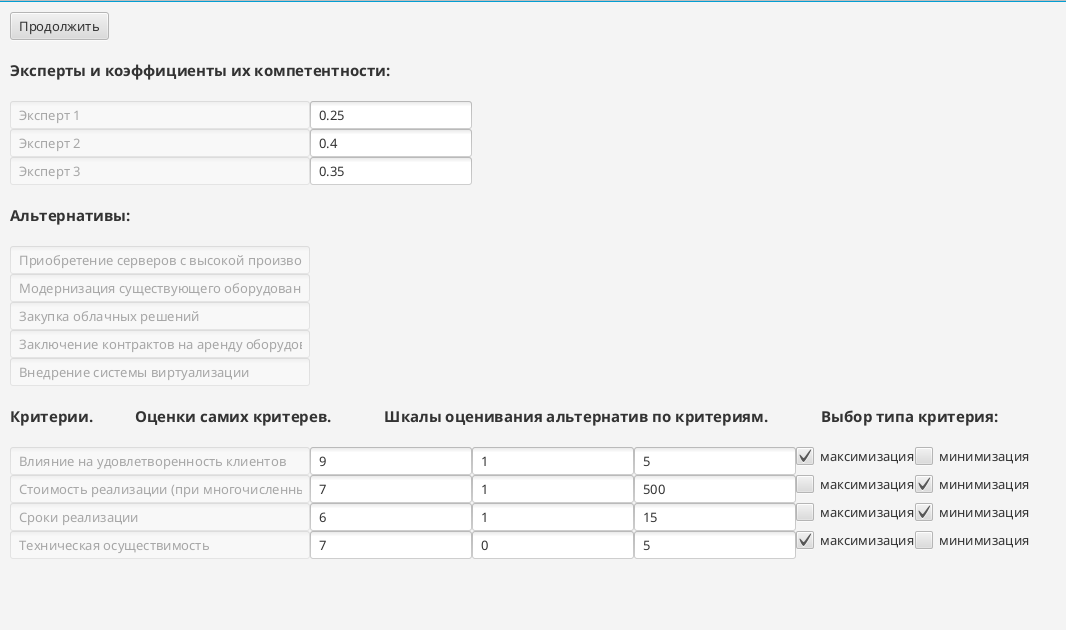 Продолжить
Эксперты и коэффициенты их компетентности:
Эксперт 1 0.25
Эксперт 2 0.4
Эксперт 3 0.35
Альтернативы:
Приобретение серверов с высокой произво
Модернизация существующего оборудован
Закупка облачных решений
Заключение контрактов на аренду оборудов
Внедрение системы виртуализации
Критерии. Оценки самих критерев. Шкалы оценивания альтернатив по критериям. Выбор типа критерия:
Влияние на удовлетворенность клиентов 9 1 5 максимизация минимизация
Стоимость реализации (при многочисленны 7 1 500 максимизация минимизация
Сроки реализации 6 1 15 максимизация минимизация
Техническая осуществимость 7 0 5 максимизация минимизация